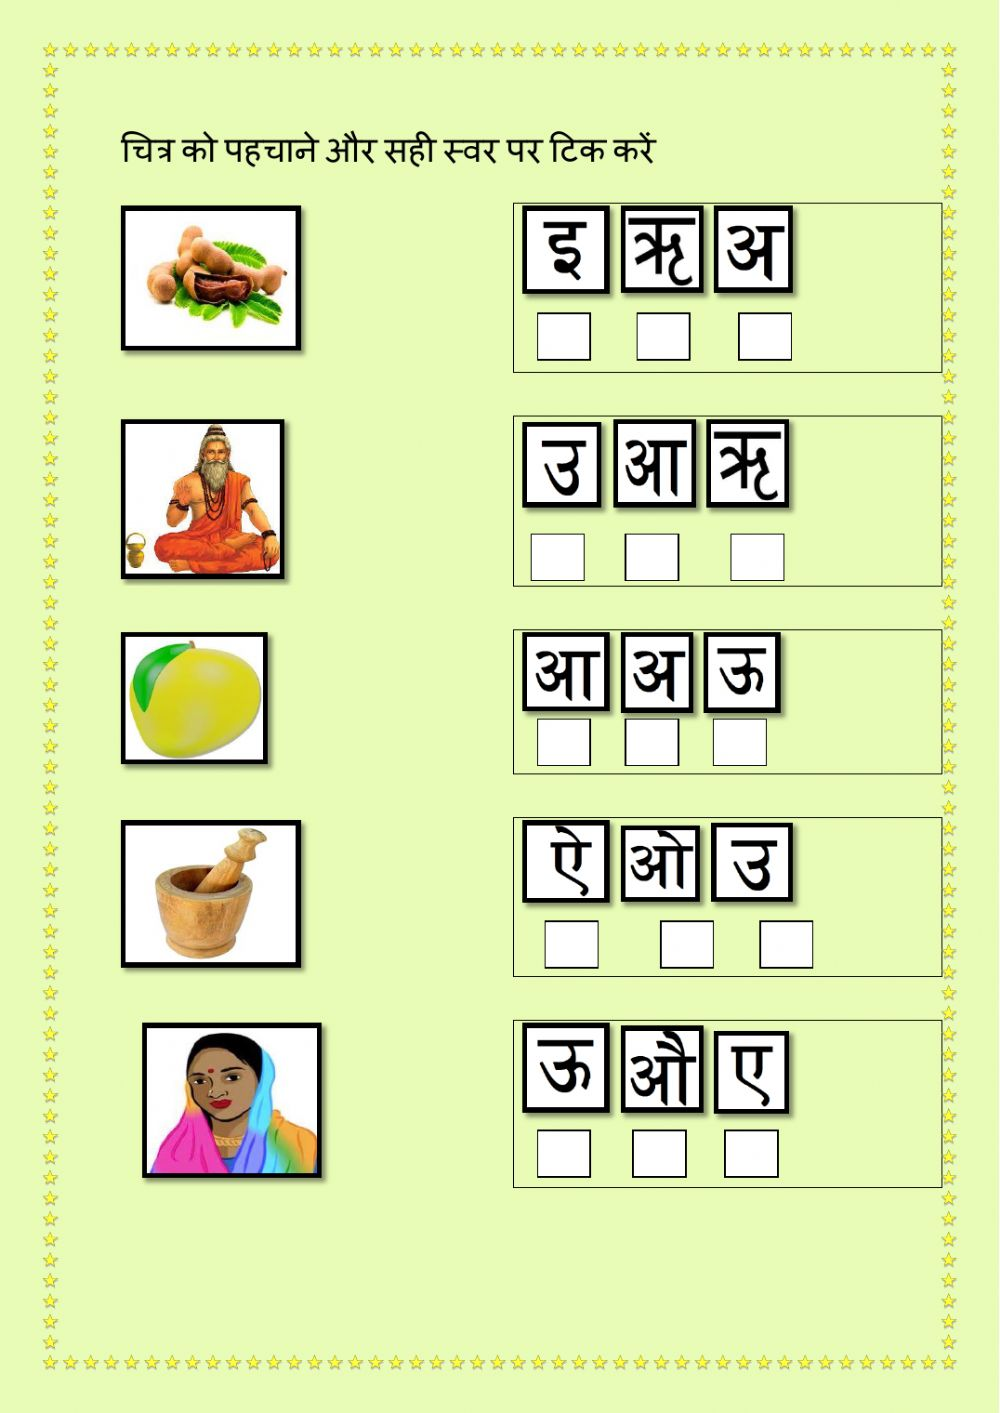 चित्र को पहचाने और सही स्वर पर टिक करें
इ ऋ अ
उ आ ऋ
आ अ ऊ
ऐ ओ उ
ऊ औ ए